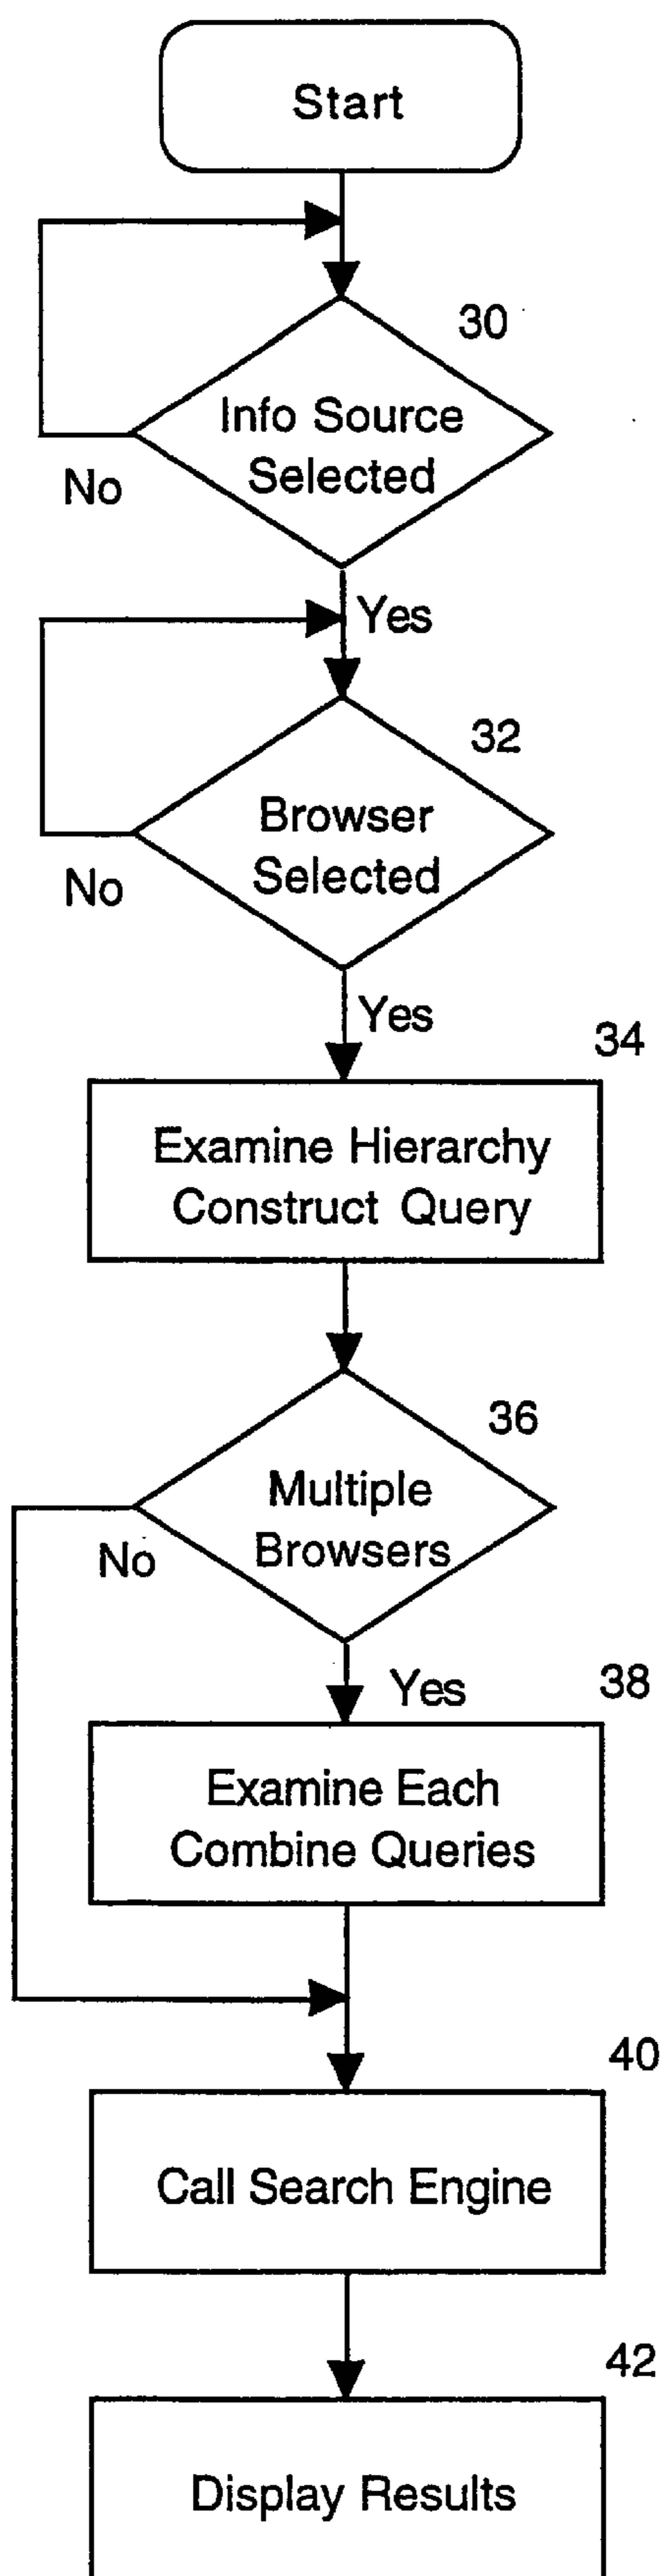 Start
30
Info Source
Selected
No
Yes
32
Browser
Selected
No
Yes
34
Examine Hierarchy
Construct Query
36
Multiple
Browsers
No
Yes
38
Examine Each
Combine Queries
40
Call Search Engine
42
Display Results